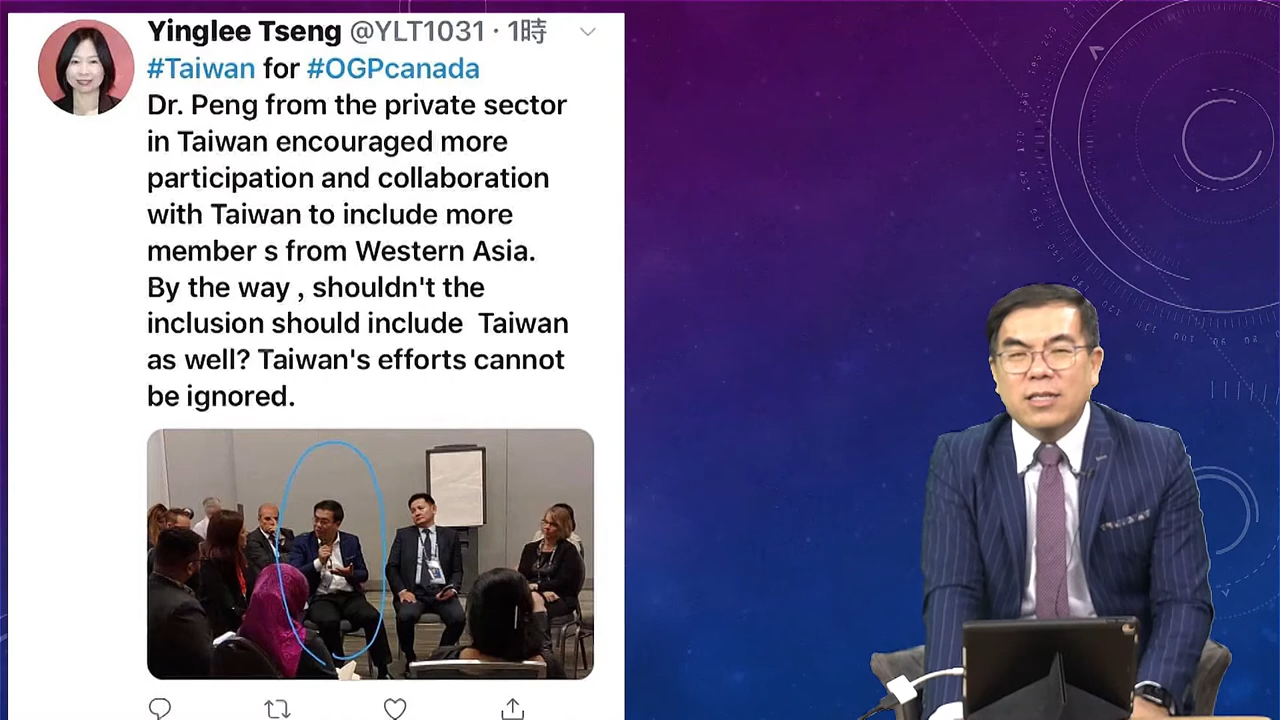 Yinglee Tseng @YLT1031 · 1時
#Taiwan for #OGPcanada
Dr. Peng from the private sector
in Taiwan encouraged more
participation and collaboration
with Taiwan to include more
member s from Western Asia.
By the way , shouldn't the
inclusion should include  Taiwan
as well? Taiwan's efforts cannot
be ignored.